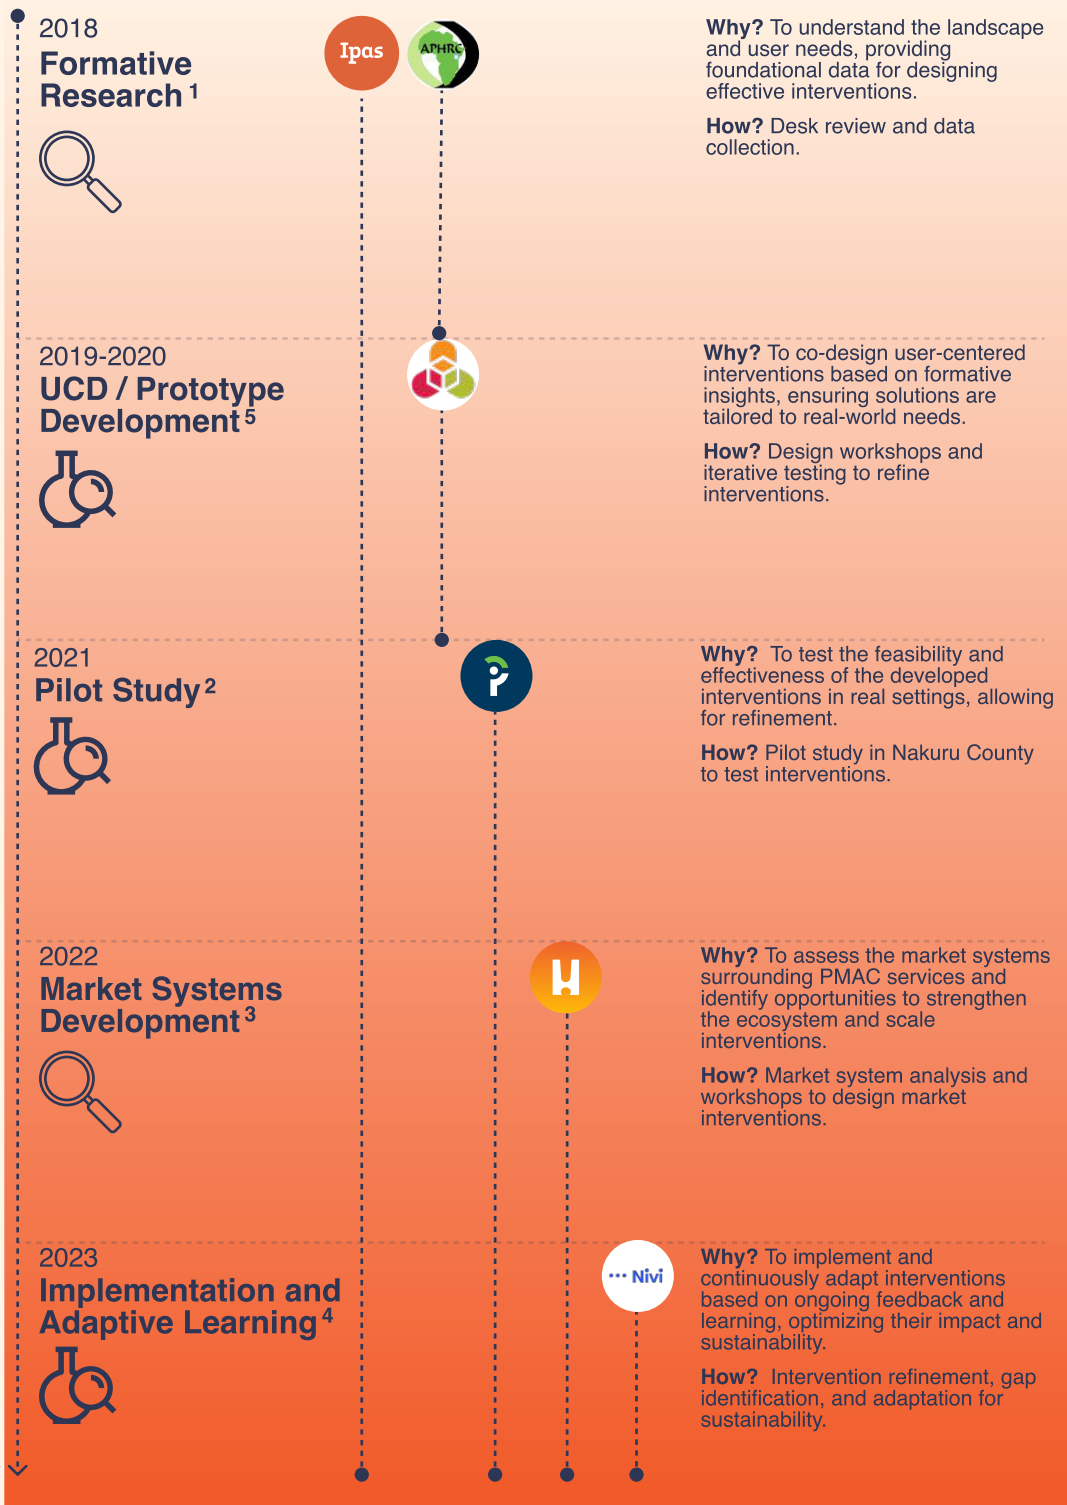 2018
Formative
Research 1
Ipas
APHRC
Why? To understand the landscape
and user needs, providing
foundational data for designing
effective interventions.
How? Desk review and data
collection.
2019-2020
UCD / Prototype
Development 5
Why? To co-design user-centered
interventions based on formative
insights, ensuring solutions are
tailored to real-world needs.
How? Design workshops and
iterative testing to refine
interventions.
2021
Pilot Study 2
Why?  To test the feasibility and
effectiveness of the developed
interventions in real settings, allowing
for refinement.
How? Pilot study in Nakuru County
to test interventions.
2022
Market Systems
Development 3
Why? To assess the market systems
surrounding PMAC services and
identify opportunities to strengthen
the ecosystem and scale
interventions.
How? Market system analysis and
workshops to design market
interventions.
2023
Implementation and
Adaptive Learning 4
··· Nivi
Why? To implement and
continuously adapt interventions
based on ongoing feedback and
learning, optimizing their impact and
sustainability.
How?  Intervention refinement, gap
identification, and adaptation for
sustainability.